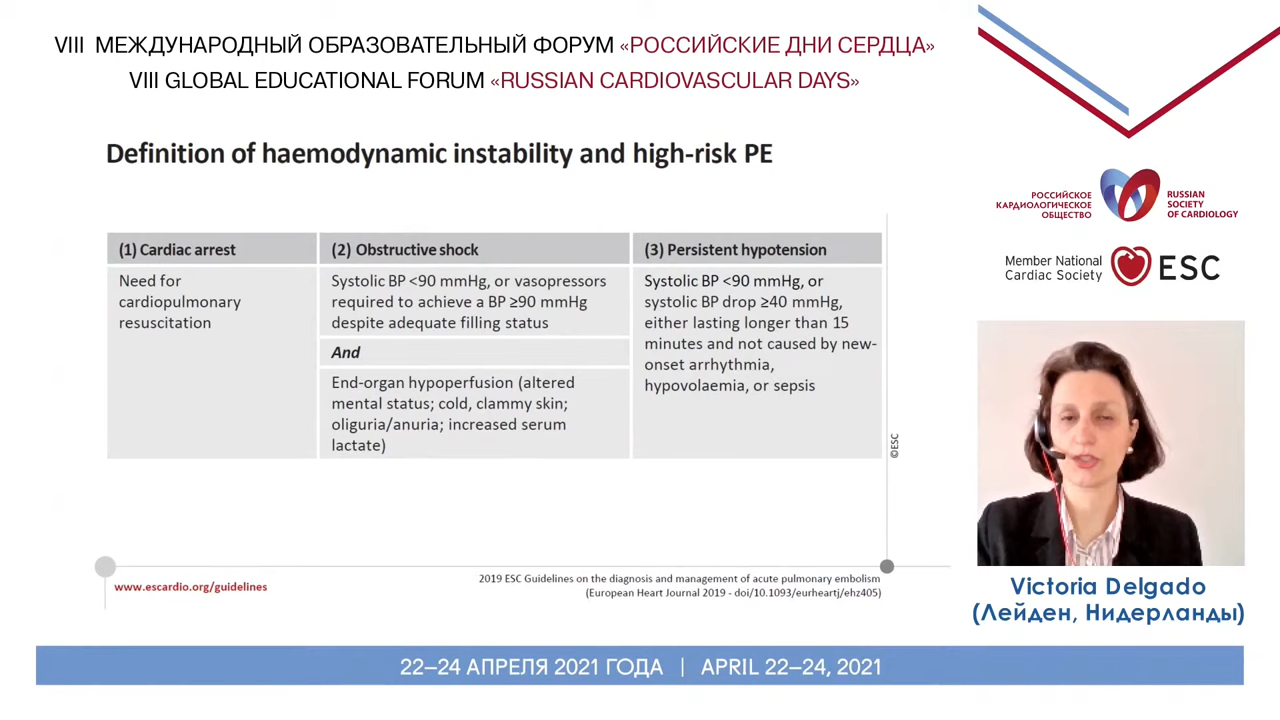 VIII МЕЖДУНАРОДНЫЙ ОБРАЗОВАТЕЛЬНЫЙ ФОРУМ «РОССИЙСКИЕ ДНИ СЕРДЦА»
VIII GLOBAL EDUCATIONAL FORUM «RUSSIAN CARDIOVASCULAR DAYS»
Definition of haemodynamic instability and high-risk PE
(1) Cardiac arrest
Need for
cardiopulmonary
resuscitation
(2) Obstructive shock
Systolic BP <90 mmHg, or vasopressors
required to achieve a BP ≥90 mmHg
despite adequate filling status
And
End-organ hypoperfusion (altered
mental status; cold, clammy skin;
oliguria/anuria; increased serum
lactate)
(3) Persistent hypotension
Systolic BP <90 mmHg, or
systolic BP drop ≥40 mmHg,
either lasting longer than 15
minutes and not caused by new-
onset arrhythmia,
hypovolaemia, or sepsis
©ESC
www.escardio.org/guidelines
2019 ESC Guidelines on the diagnosis and management of acute pulmonary embolism
(European Heart Journal 2019 - doi/10.1093/eurheartj/ehz405)
РОССИЙСКОЕ
КАРДИОЛОГИЧЕСКОЕ
ОБЩЕСТВО
RUSSIAN
SOCIETY
OF CARDIOLOGY
Member National
Cardiac Society
ESC
Victoria Delgado
(Лейден, Нидерланды)
22–24 АПРЕЛЯ 2021 ГОДА | APRIL 22–24, 2021